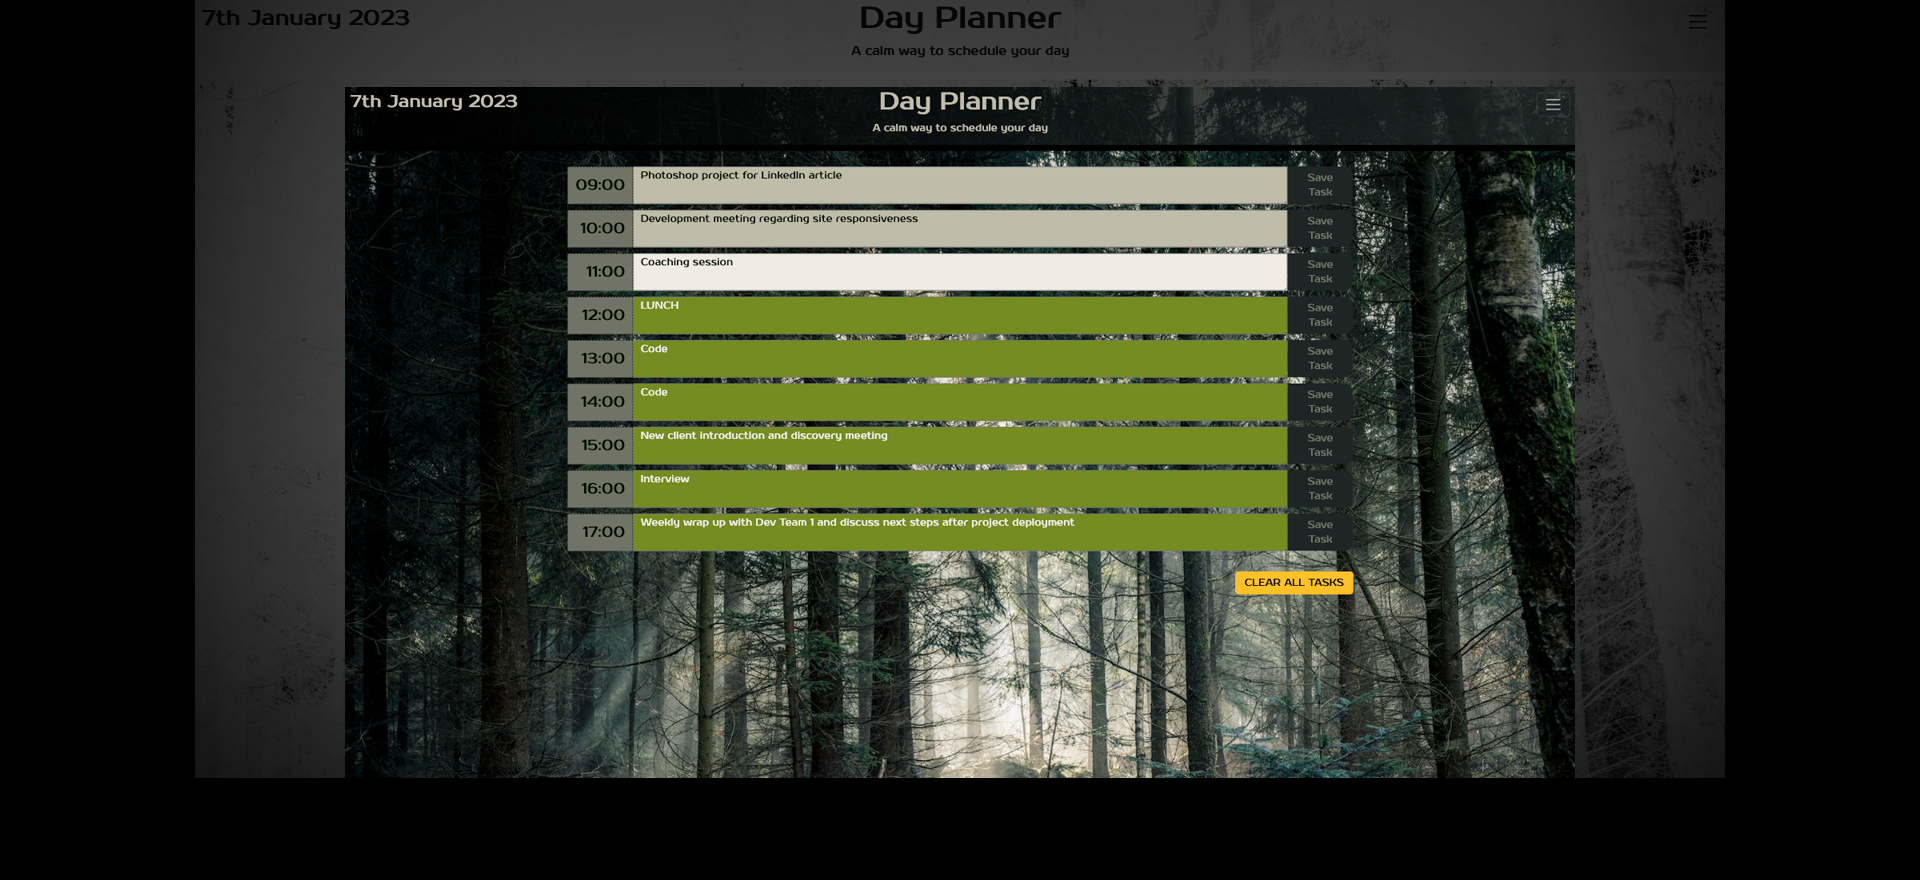 7th January 2023
Day Planner
A calm way to schedule your day
7th January 2023
Day Planner
A calm way to schedule your day
09:00 Photoshop project for LinkedIn article Save Task
10:00 Development meeting regarding site responsiveness Save Task
11:00 Coaching session Save Task
12:00 LUNCH Save Task
13:00 Code Save Task
14:00 Code Save Task
15:00 New client introduction and discovery meeting Save Task
16:00 Interview Save Task
17:00 Weekly wrap up with Dev Team 1 and discuss next steps after project deployment Save Task
CLEAR ALL TASKS